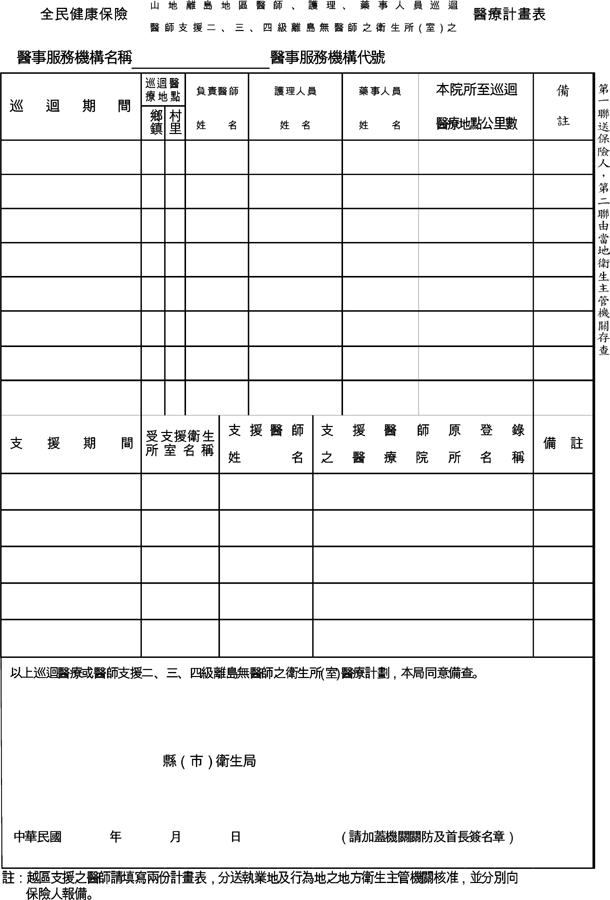 全民健康保險 山地離島地區醫師、護理、藥事人員巡迴 醫療計畫表
醫師支援二、三、四級離島無醫師之衛生所(室)之
醫事服務機構名稱 醫事服務機構代號
巡迴期間
巡迴醫
療地點
鄉鎮
村里
負責醫師
姓名
護理人員
姓名
藥事人員
姓名
本院所至巡迴
醫療地點公里數
備註
支援期間
受支援衛生
所室名稱
支援醫師
姓名
支援醫師原登錄
之醫療院所名稱
備註
以上巡迴醫療或醫師支援二、三、四級離島無醫師之衛生所(室)醫療計劃，本局同意備查。
縣（市）衛生局
中華民國 年 月 日 （請加蓋機關關防及首長簽名章）
註：越區支援之醫師請填寫兩份計畫表，分送執業地及行為地之地方衛生主管機關核准，並分別向
保險人報備。
第一聯送保險人，第二聯由當地衛生主管機關存查